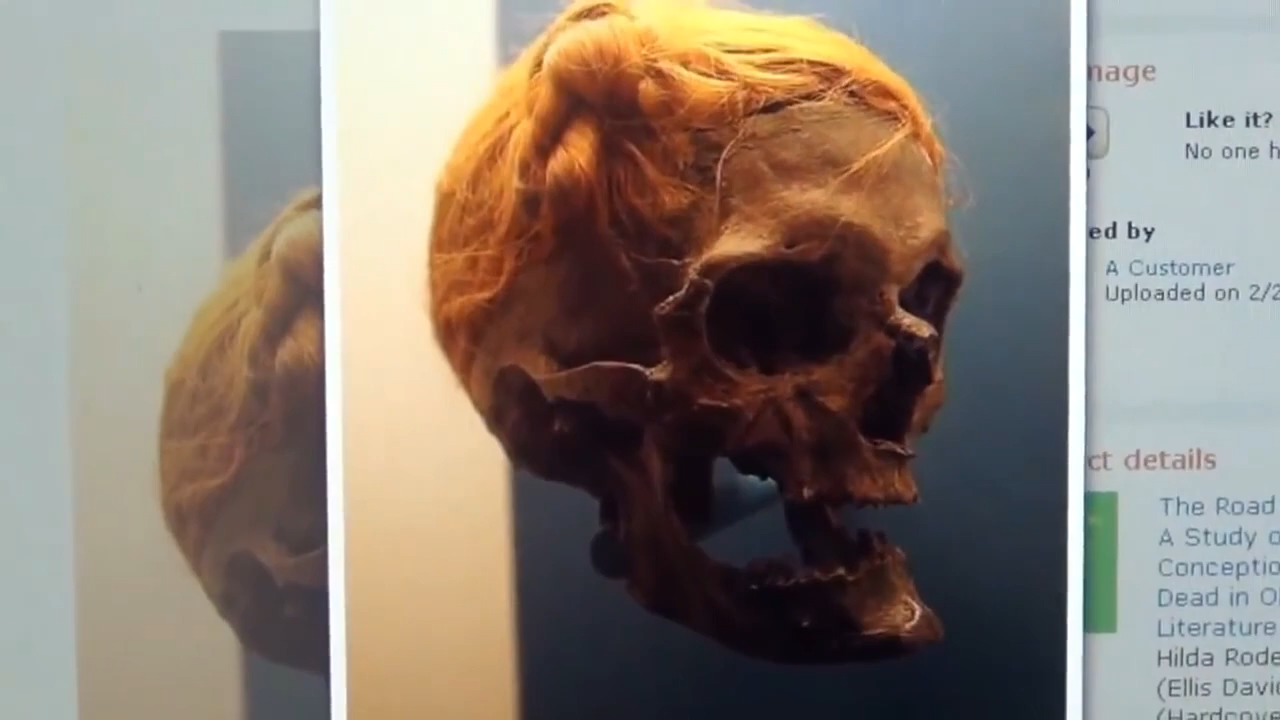 mage
Like it?
No one h
ed by
A Customer
Uploaded on 2/2
ct details
The Road
A Study o
Conceptio
Dead in O
Literature
Hilda Rode
(Ellis Davi
(Hardcove